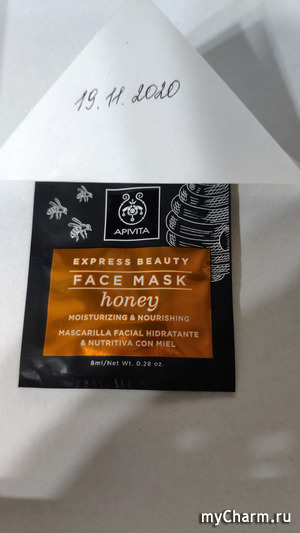 19.11.2020
APIVITA
EXPRESS BEAUTY
FACE MASK
honey
MOISTURIZING & NOURISHING
MASCARILLA FACIAL HIDRATANTE
& NUTRITIVA CON MIEL
8ml/Net Wt. 0.28 oz.
myCharm.ru